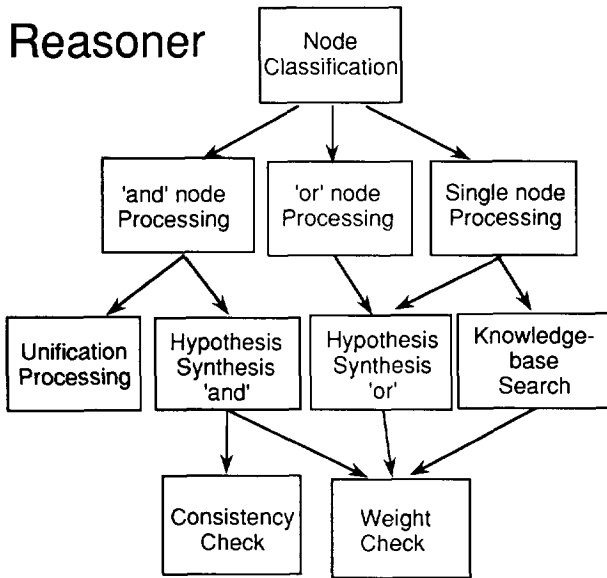 Reasoner
Node
Classification
'and' node
Processing
'or' node
Processing
Single node
Processing
Unification
Processing
Hypothesis
Synthesis
'and'
Hypothesis
Synthesis
'or'
Knowledge-
base
Search
Consistency
Check
Weight
Check